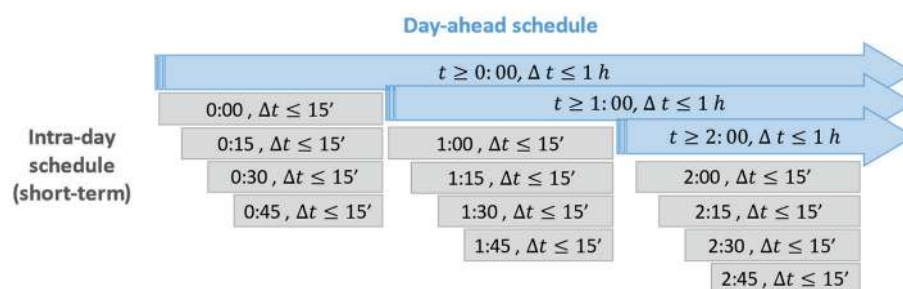 Day-ahead schedule
t ≥ 0:00, Δ t ≤ 1 h
0:00 , Δt ≤ 15′
t ≥ 1:00, Δ t ≤ 1 h
Intra-day
schedule
(short-term)
0:15 , Δt ≤ 15′
1:00 , Δt ≤ 15′
t ≥ 2:00, Δ t ≤ 1 h
0:30 , Δt ≤ 15′
1:15 , Δt ≤ 15′
2:00 , Δt ≤ 15′
0:45 , Δt ≤ 15′
1:30 , Δt ≤ 15′
2:15 , Δt ≤ 15′
1:45 , Δt ≤ 15′
2:30 , Δt ≤ 15′
2:45 , Δt ≤ 15′